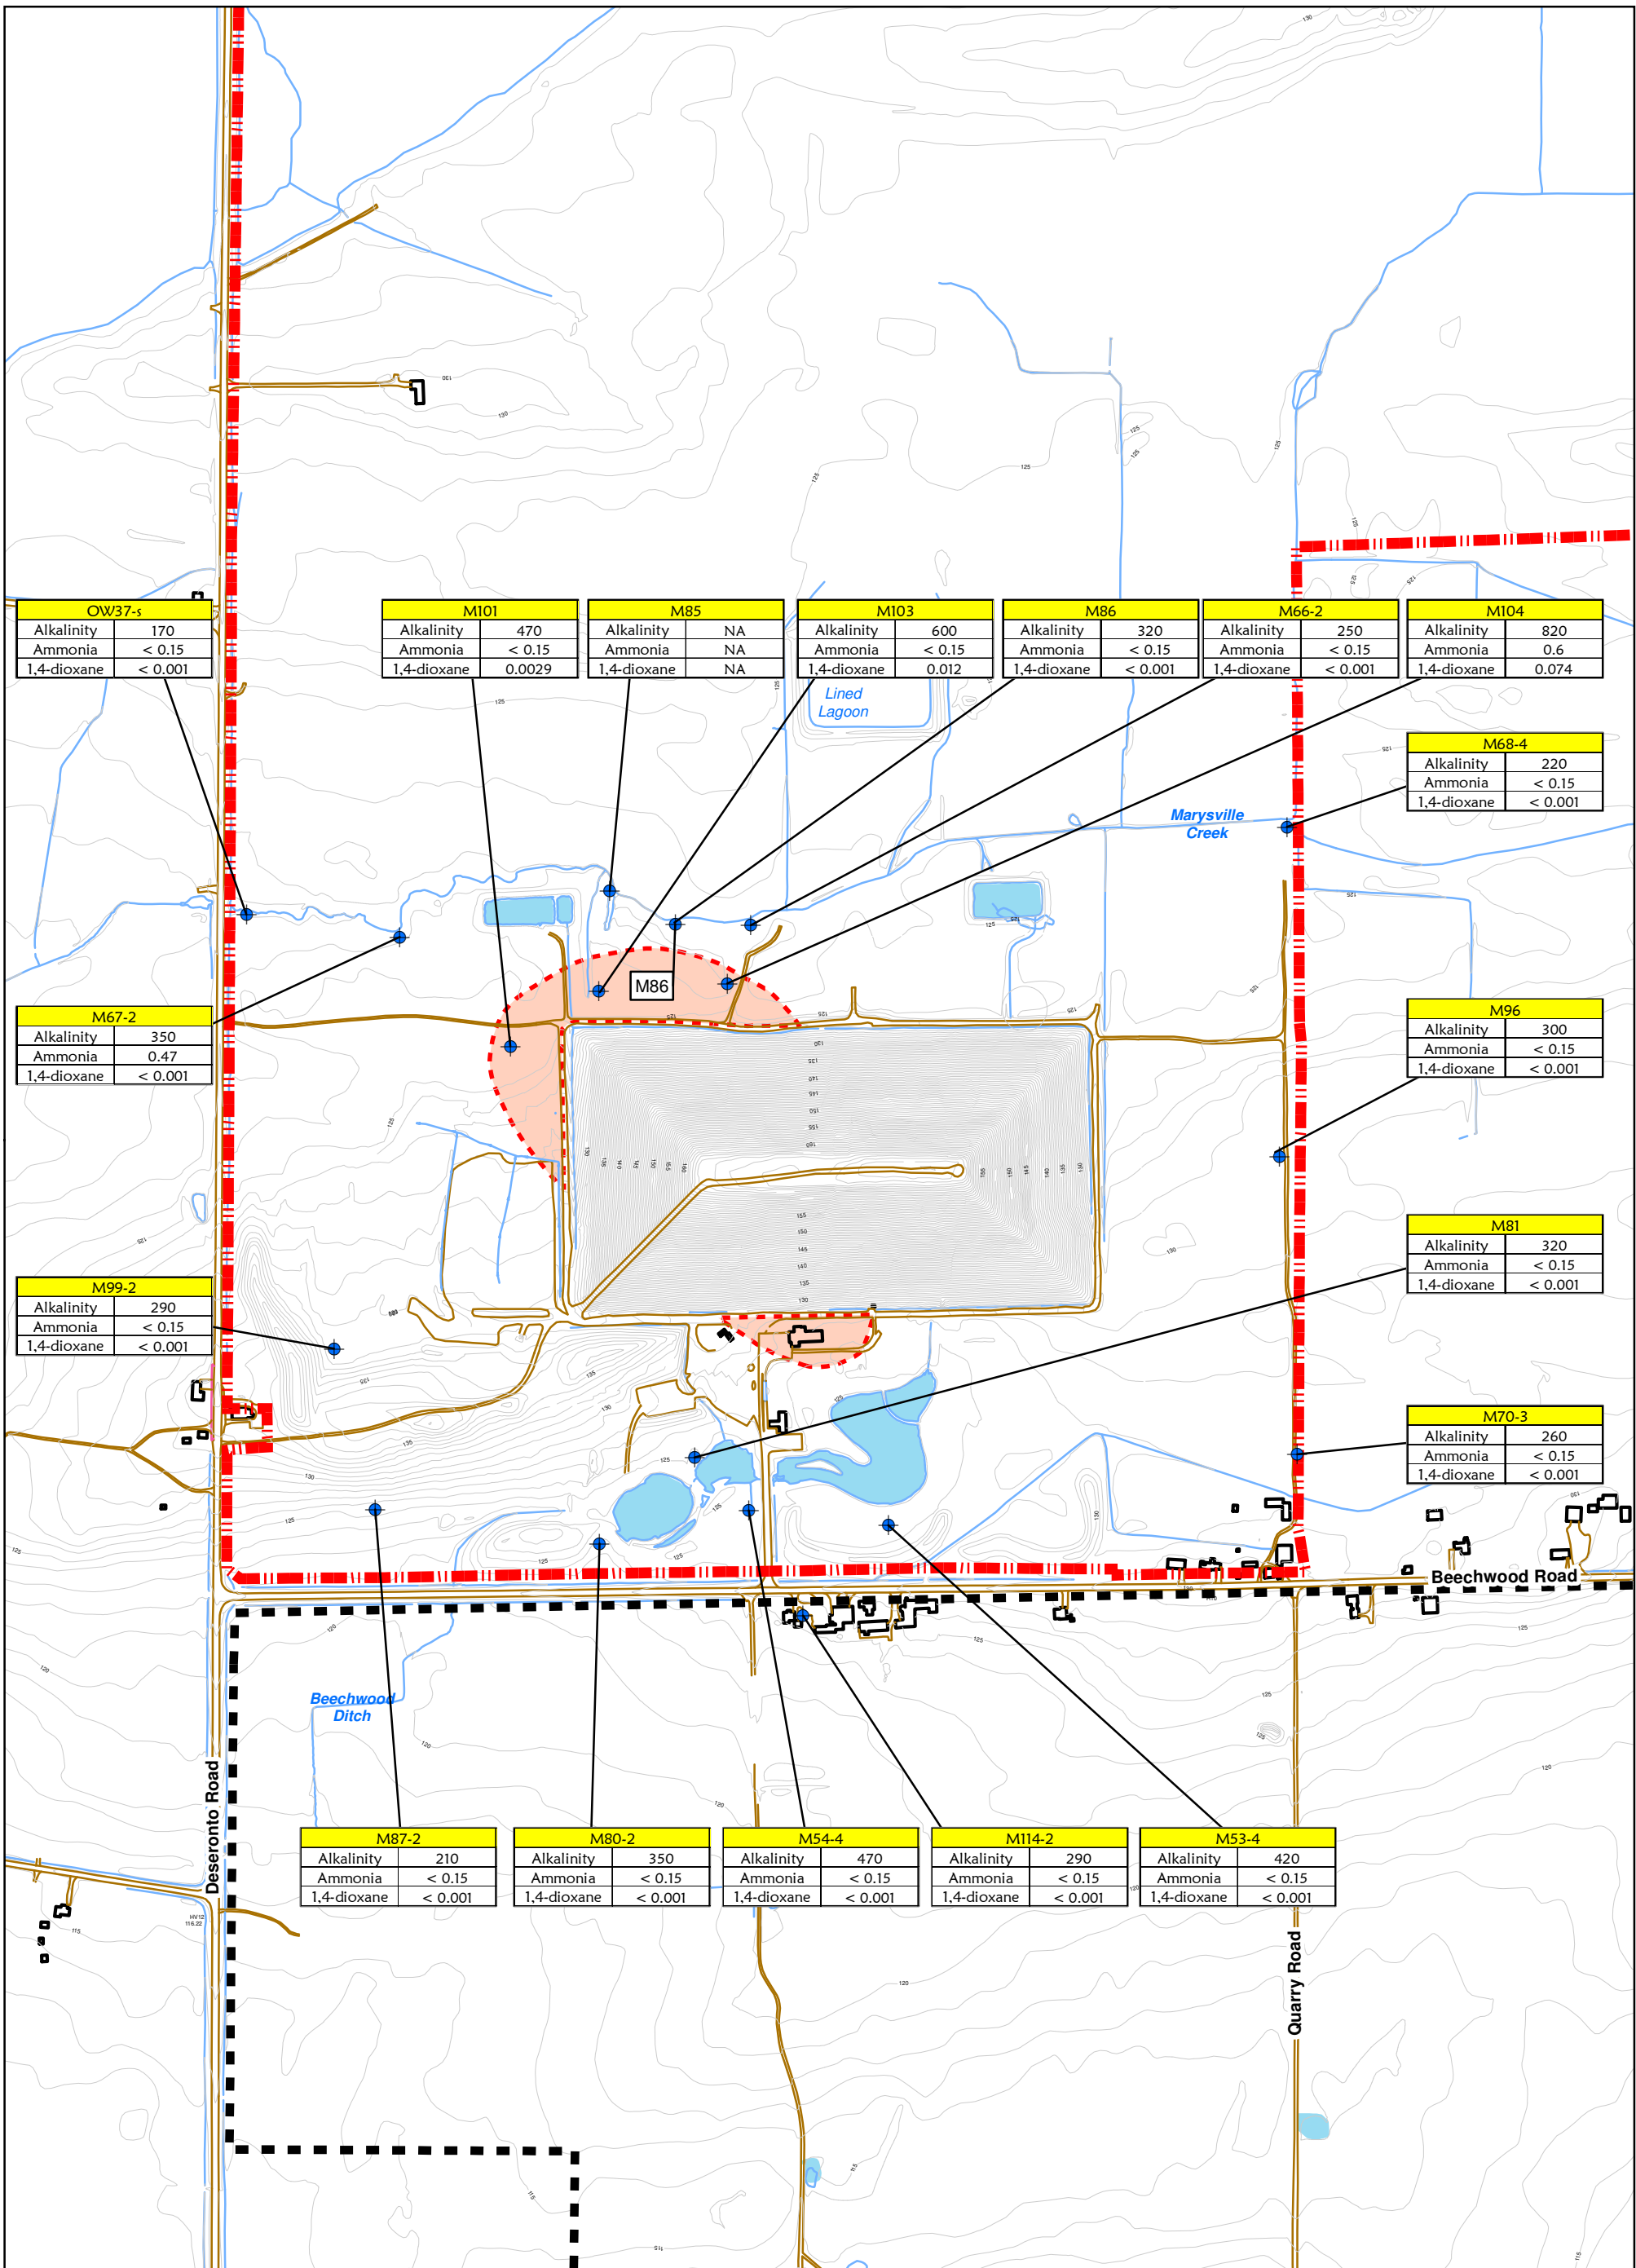 OW37-s
Alkalinity 170
Ammonia < 0.15
1,4-dioxane < 0.001
M101
Alkalinity 470
Ammonia < 0.15
1,4-dioxane 0.0029
M85
Alkalinity NA
Ammonia NA
1,4-dioxane NA
M103
Alkalinity 600
Ammonia < 0.15
1,4-dioxane 0.012
M86
Alkalinity 320
Ammonia < 0.15
1,4-dioxane < 0.001
M66-2
Alkalinity 250
Ammonia < 0.15
1,4-dioxane < 0.001
M104
Alkalinity 820
Ammonia 0.6
1,4-dioxane 0.074
Lined
Lagoon
M68-4
Alkalinity 220
Ammonia < 0.15
1,4-dioxane < 0.001
Marysville
Creek
M86
M67-2
Alkalinity 350
Ammonia 0.47
1,4-dioxane < 0.001
M96
Alkalinity 300
Ammonia < 0.15
1,4-dioxane < 0.001
M81
Alkalinity 320
Ammonia < 0.15
1,4-dioxane < 0.001
M99-2
Alkalinity 290
Ammonia < 0.15
1,4-dioxane < 0.001
M70-3
Alkalinity 260
Ammonia < 0.15
1,4-dioxane < 0.001
Beechwood Road
Beechwood
Ditch
Deseronto Road
M87-2
Alkalinity 210
Ammonia < 0.15
1,4-dioxane < 0.001
M80-2
Alkalinity 350
Ammonia < 0.15
1,4-dioxane < 0.001
M54-4
Alkalinity 470
Ammonia < 0.15
1,4-dioxane < 0.001
M114-2
Alkalinity 290
Ammonia < 0.15
1,4-dioxane < 0.001
M53-4
Alkalinity 420
Ammonia < 0.15
1,4-dioxane < 0.001
HV12
116.22
Quarry Road